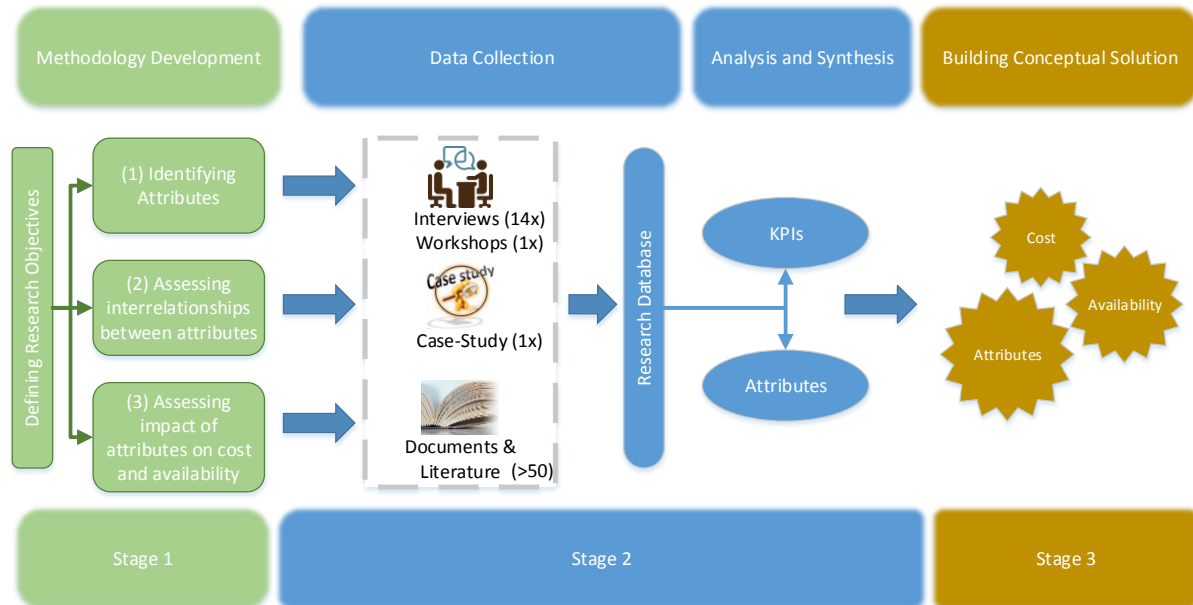 Methodology Development
Data Collection
Analysis and Synthesis
Building Conceptual Solution
Defining Research Objectives
(1) Identifying
Attributes
(2) Assessing
interrelationships
between attributes
(3) Assessing
impact of
attributes on cost
and availability
Interviews (14x)
Workshops (1x)
Case study
Case-Study (1x)
Documents &
Literature (>50)
Research Database
KPIs
Attributes
Cost
Availability
Attributes
Stage 1
Stage 2
Stage 3